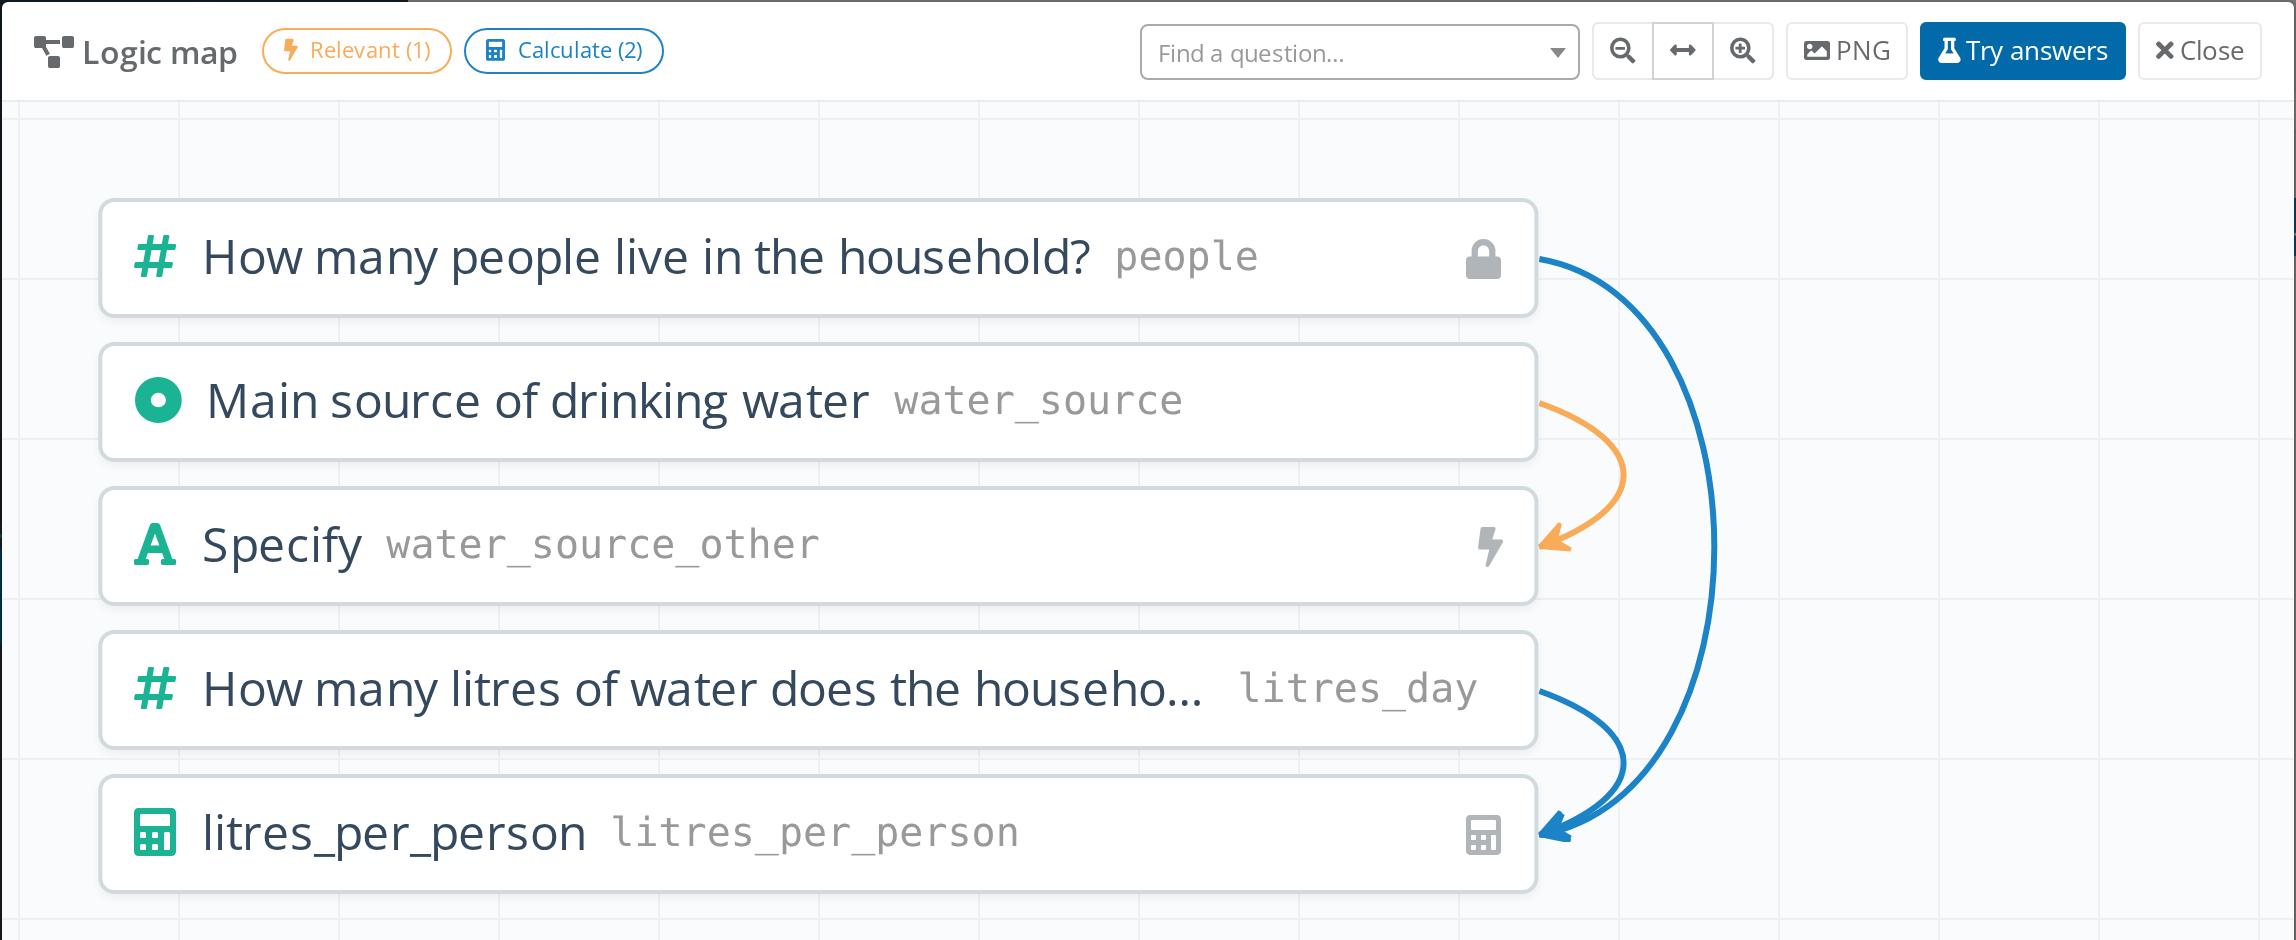 Logic map
Relevant (1)
Calculate (2)
Find a question...
PNG
Try answers
Close
How many people live in the household? people
Main source of drinking water water_source
Specify water_source_other
How many litres of water does the househo... litres_day
litres_per_person litres_per_person